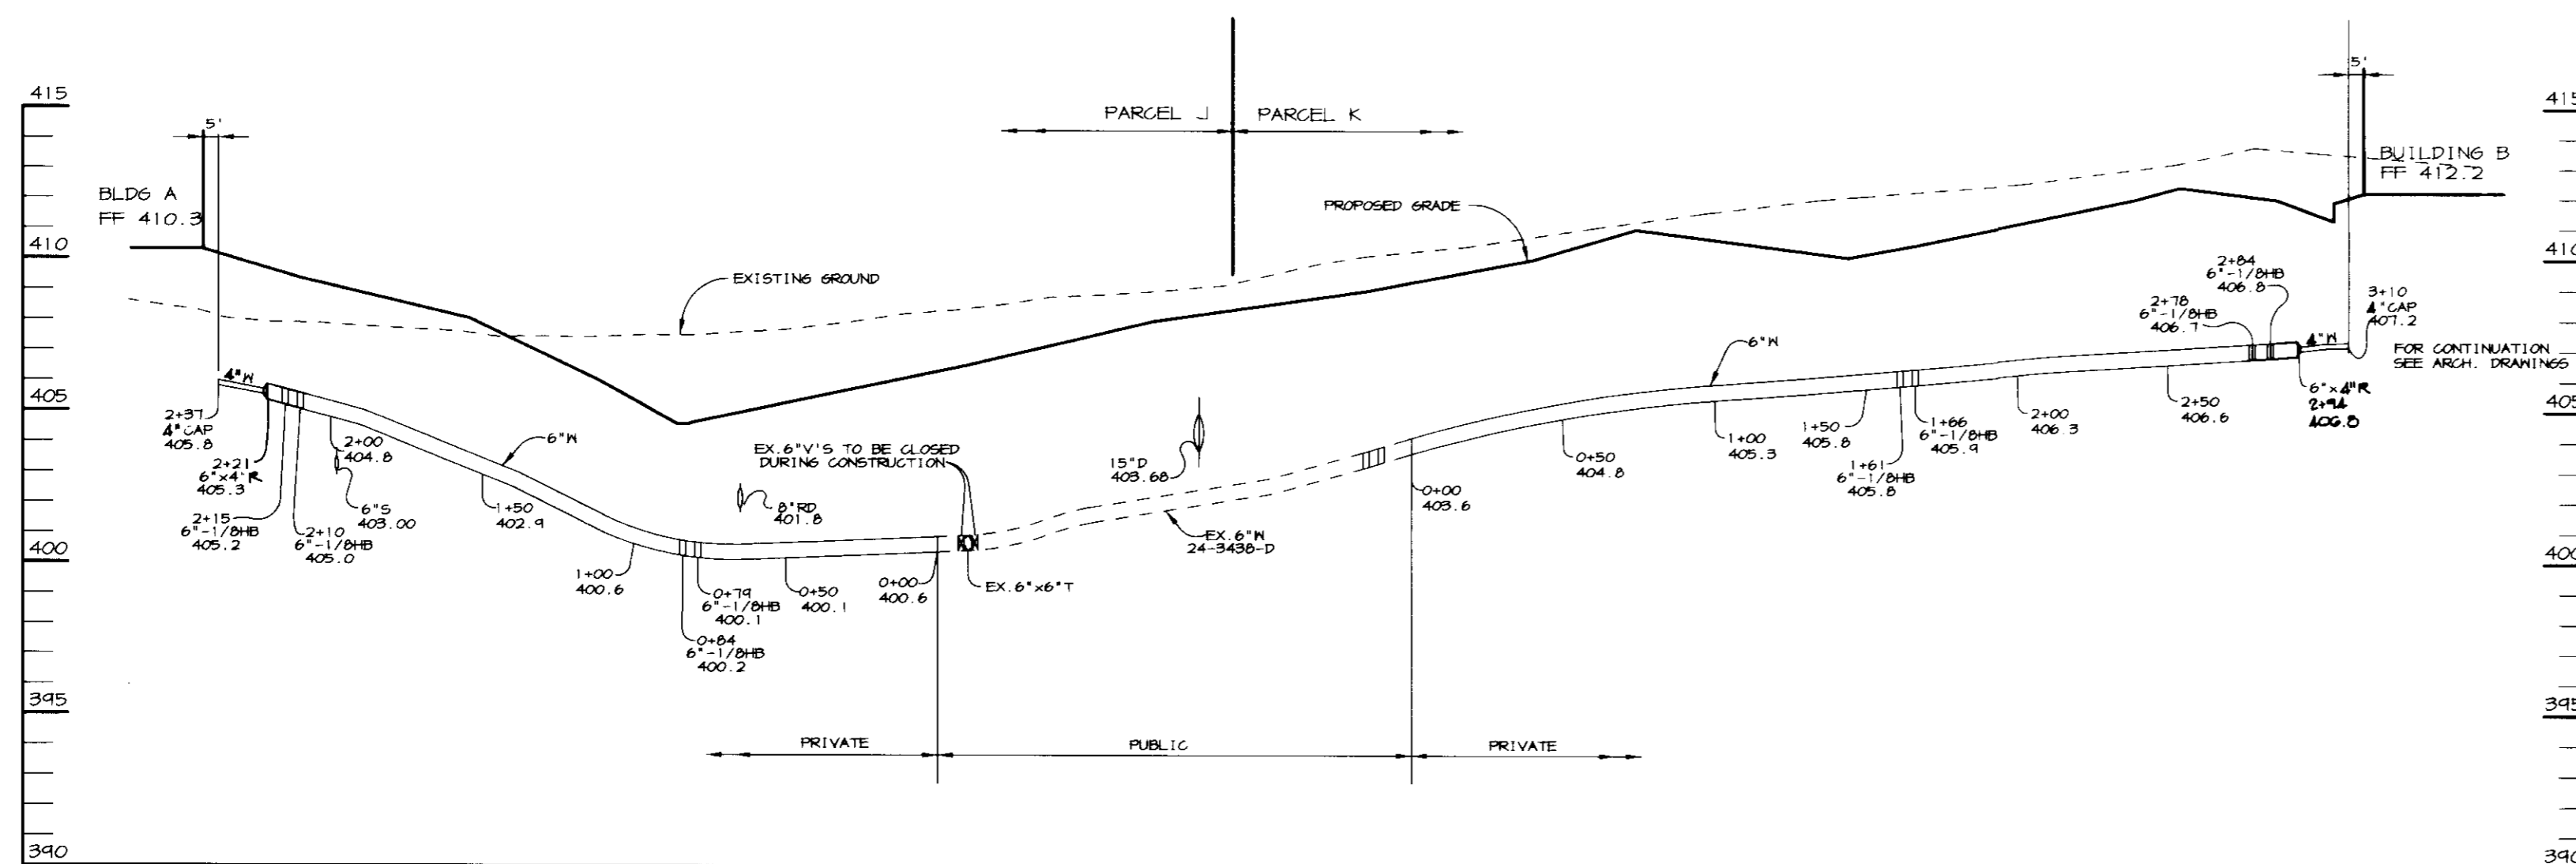 415
410
405
400
395
390
5'
BLDG A
FF 410.3
EXISTING GROUND
PARCEL J
PARCEL K
PROPOSED GRADE
5'
BUILDING B
FF 412.2
415
410
405
400
395
390
4"W
2+37
4"CAP
405.8
2+21
6"x4"R
405.3
2+15
6"-1/8HB
405.2
2+10
6"-1/8HB
405.0
2+00
404.8
6"S
403.00
6"W
1+50
402.9
1+00
400.6
0+84
6"-1/8HB
400.2
0+79
6"-1/8HB
400.1
8"RD
401.8
0+50
400.1
0+00
400.6
EX.6"V'S TO BE CLOSED
DURING CONSTRUCTION
EX.6"x6"T
15"D
403.68
EX.6"W
24-3438-D
0+00
403.6
0+50
404.8
6"W
1+00
405.3
1+50
405.8
1+61
6"-1/8HB
405.8
1+66
6"-1/8HB
405.9
2+00
406.3
2+50
406.6
2+78
6"-1/8HB
406.7
2+84
6"-1/8HB
406.8
4"W
6"x4"R
2+94
406.8
3+10
4"CAP
407.2
FOR CONTINUATION
SEE ARCH. DRAWINGS
PRIVATE
PUBLIC
PRIVATE